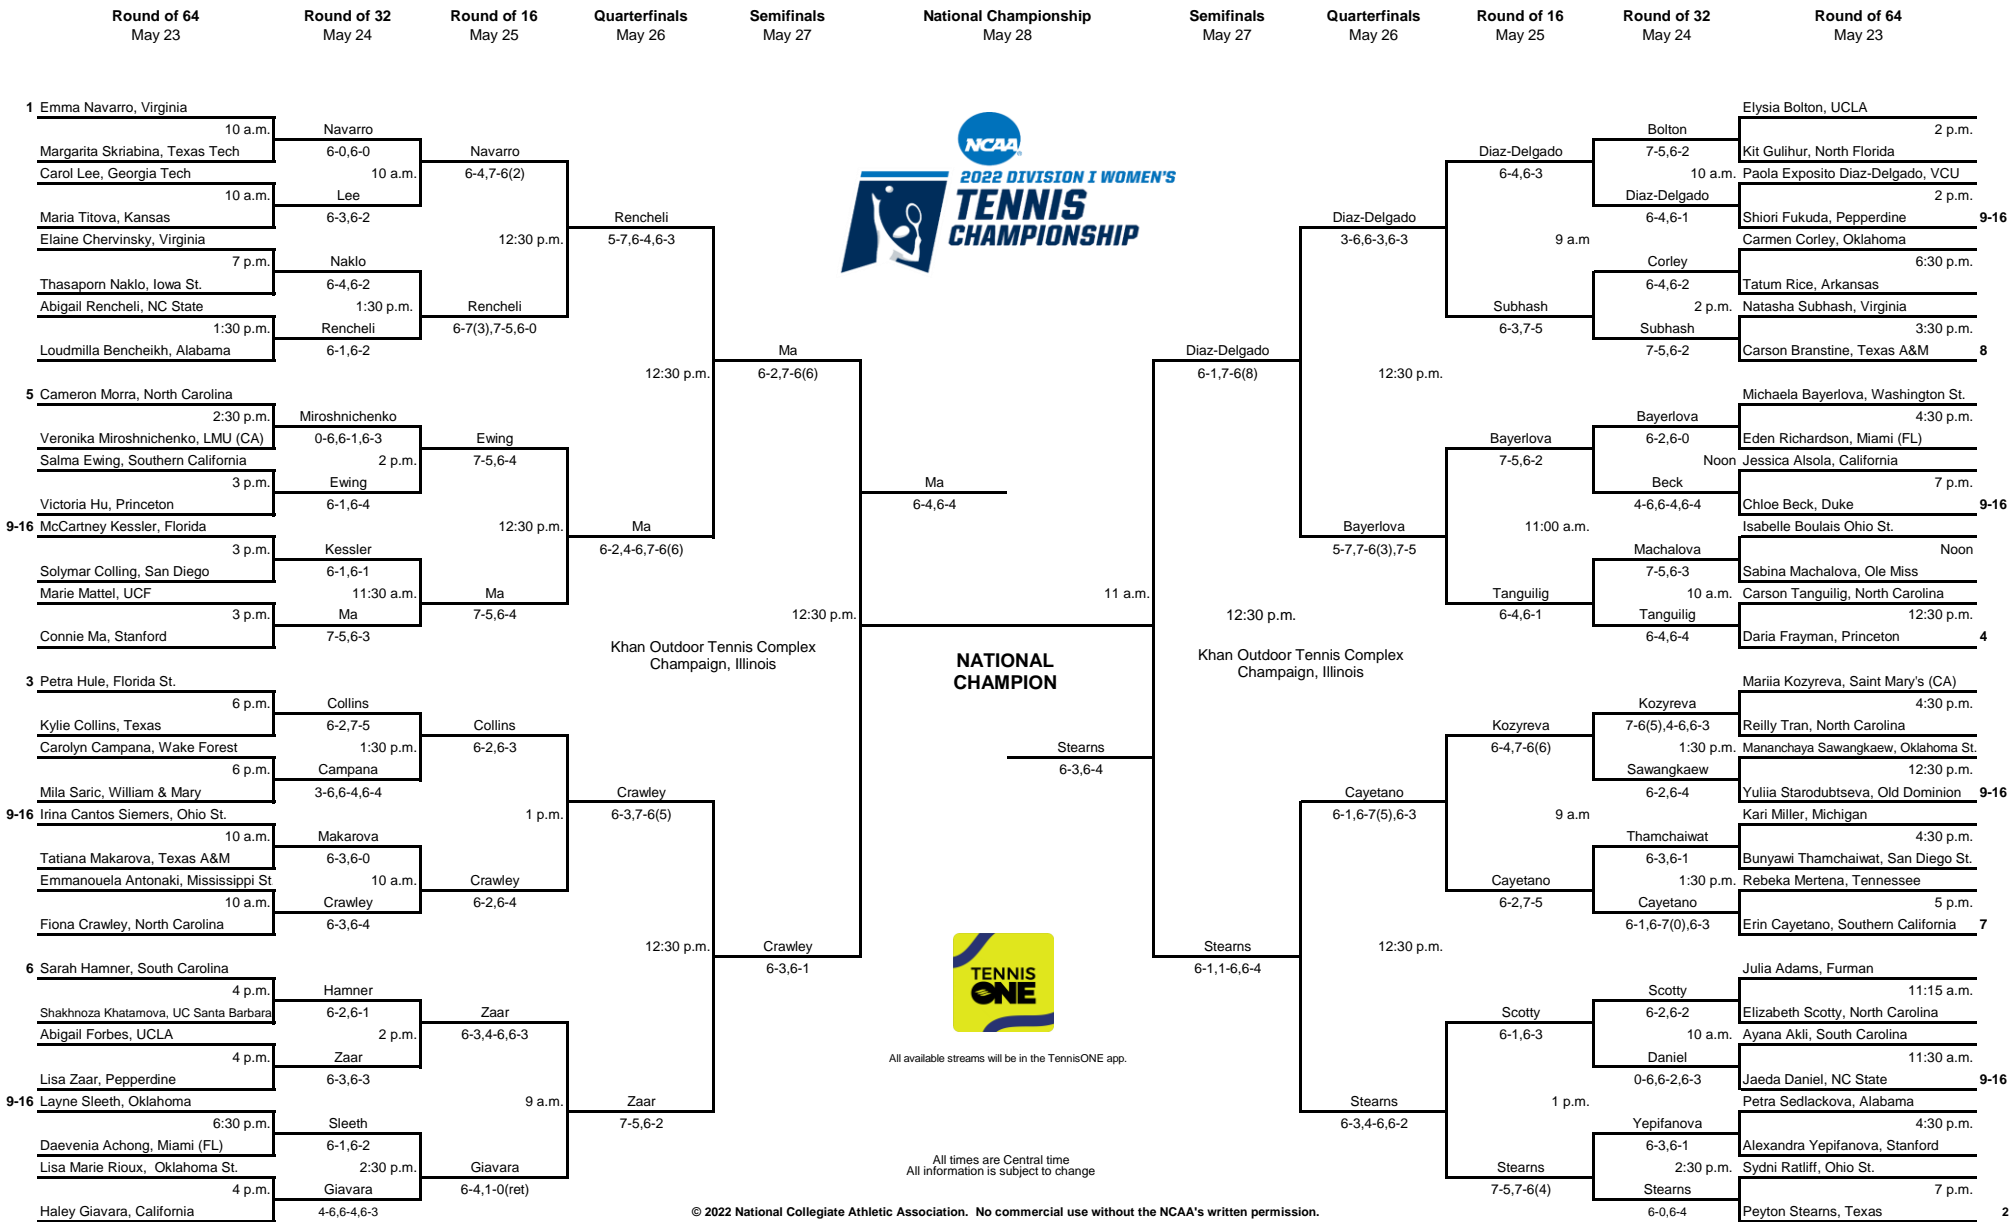 Round of 64
May 23
Round of 32
May 24
Round of 16
May 25
Quarterfinals
May 26
Semifinals
May 27
National Championship
May 28
Semifinals
May 27
Quarterfinals
May 26
Round of 16
May 25
Round of 32
May 24
Round of 64
May 23
1 Emma Navarro, Virginia
10 a.m.
Margarita Skriabina, Texas Tech
Carol Lee, Georgia Tech
10 a.m.
Maria Titova, Kansas
Elaine Chervinsky, Virginia
7 p.m.
Thasaporn Naklo, Iowa St.
Abigail Rencheli, NC State
1:30 p.m.
Loudmilla Bencheikh, Alabama
5 Cameron Morra, North Carolina
2:30 p.m.
Veronika Miroshnichenko, LMU (CA)
Salma Ewing, Southern California
3 p.m.
Victoria Hu, Princeton
9-16 McCartney Kessler, Florida
3 p.m.
Solymar Colling, San Diego
Marie Mattel, UCF
3 p.m.
Connie Ma, Stanford
3 Petra Hule, Florida St.
6 p.m.
Kylie Collins, Texas
Carolyn Campana, Wake Forest
6 p.m.
Mila Saric, William & Mary
9-16 Irina Cantos Siemers, Ohio St.
10 a.m.
Tatiana Makarova, Texas A&M
Emmanouela Antonaki, Mississippi St
10 a.m.
Fiona Crawley, North Carolina
6 Sarah Hamner, South Carolina
4 p.m.
Shakhnoza Khatamova, UC Santa Barbara
Abigail Forbes, UCLA
4 p.m.
Lisa Zaar, Pepperdine
9-16 Layne Sleeth, Oklahoma
6:30 p.m.
Daevenia Achong, Miami (FL)
Lisa Marie Rioux, Oklahoma St.
4 p.m.
Haley Giavara, California
Navarro
6-0,6-0
10 a.m.
Lee
6-3,6-2
Naklo
6-4,6-2
1:30 p.m.
Rencheli
6-1,6-2
Miroshnichenko
0-6,6-1,6-3
2 p.m.
Ewing
6-1,6-4
Kessler
6-1,6-1
11:30 a.m.
Ma
7-5,6-3
Collins
6-2,7-5
1:30 p.m.
Campana
3-6,6-4,6-4
Makarova
6-3,6-0
10 a.m.
Crawley
6-3,6-4
Hamner
6-2,6-1
2 p.m.
Zaar
6-3,6-3
Sleeth
6-1,6-2
2:30 p.m.
Giavara
4-6,6-4,6-3
Navarro
6-4,7-6(2)
12:30 p.m.
Rencheli
6-7(3),7-5,6-0
Ewing
7-5,6-4
12:30 p.m.
Ma
7-5,6-4
Collins
6-2,6-3
1 p.m.
Crawley
6-2,6-4
Zaar
6-3,4-6,6-3
9 a.m.
Giavara
6-4,1-0(ret)
Rencheli
5-7,6-4,6-3
12:30 p.m.
Ma
6-2,4-6,7-6(6)
Khan Outdoor Tennis Complex
Champaign, Illinois
Crawley
6-3,7-6(5)
12:30 p.m.
Zaar
7-5,6-2
Ma
6-2,7-6(6)
12:30 p.m.
Crawley
6-3,6-1
NCAA
2022 DIVISION I WOMEN'S
TENNIS
CHAMPIONSHIP
Ma
6-4,6-4
11 a.m.
NATIONAL
CHAMPION
Stearns
6-3,6-4
TENNIS
ONE
All available streams will be in the TennisONE app.
All times are Central time
All information is subject to change
© 2022 National Collegiate Athletic Association. No commercial use without the NCAA's written permission.
Diaz-Delgado
6-1,7-6(8)
12:30 p.m.
Khan Outdoor Tennis Complex
Champaign, Illinois
Stearns
6-1,1-6,6-4
Diaz-Delgado
3-6,6-3,6-3
12:30 p.m.
Bayerlova
5-7,7-6(3),7-5
Cayetano
6-1,6-7(5),6-3
12:30 p.m.
Stearns
6-3,4-6,6-2
Diaz-Delgado
6-4,6-3
9 a.m
Subhash
6-3,7-5
Bayerlova
7-5,6-2
11:00 a.m.
Tanguilig
6-4,6-1
Kozyreva
6-4,7-6(6)
9 a.m
Cayetano
6-2,7-5
Scotty
6-1,6-3
1 p.m.
Stearns
7-5,7-6(4)
Bolton
7-5,6-2
10 a.m.
Diaz-Delgado
6-4,6-1
Corley
6-4,6-2
2 p.m.
Subhash
7-5,6-2
Bayerlova
6-2,6-0
Noon
Beck
4-6,6-4,6-4
Machalova
7-5,6-3
10 a.m.
Tanguilig
6-4,6-4
Kozyreva
7-6(5),4-6,6-3
1:30 p.m.
Sawangkaew
6-2,6-4
Thamchaiwat
6-3,6-1
1:30 p.m.
Cayetano
6-1,6-7(0),6-3
Scotty
6-2,6-2
10 a.m.
Daniel
0-6,6-2,6-3
Yepifanova
6-3,6-1
2:30 p.m.
Stearns
6-0,6-4
Elysia Bolton, UCLA
2 p.m.
Kit Gulihur, North Florida
Paola Exposito Diaz-Delgado, VCU
2 p.m.
Shiori Fukuda, Pepperdine 9-16
Carmen Corley, Oklahoma
6:30 p.m.
Tatum Rice, Arkansas
Natasha Subhash, Virginia
3:30 p.m.
Carson Branstine, Texas A&M 8
Michaela Bayerlova, Washington St.
4:30 p.m.
Eden Richardson, Miami (FL)
Jessica Alsola, California
7 p.m.
Chloe Beck, Duke 9-16
Isabelle Boulais Ohio St.
Noon
Sabina Machalova, Ole Miss
Carson Tanguilig, North Carolina
12:30 p.m.
Daria Frayman, Princeton 4
Mariia Kozyreva, Saint Mary's (CA)
4:30 p.m.
Reilly Tran, North Carolina
Mananchaya Sawangkaew, Oklahoma St.
12:30 p.m.
Yuliia Starodubtseva, Old Dominion 9-16
Kari Miller, Michigan
4:30 p.m.
Bunyawi Thamchaiwat, San Diego St.
Rebeka Mertena, Tennessee
5 p.m.
Erin Cayetano, Southern California 7
Julia Adams, Furman
11:15 a.m.
Elizabeth Scotty, North Carolina
Ayana Akli, South Carolina
11:30 a.m.
Jaeda Daniel, NC State 9-16
Petra Sedlackova, Alabama
4:30 p.m.
Alexandra Yepifanova, Stanford
Sydni Ratliff, Ohio St.
7 p.m.
Peyton Stearns, Texas 2